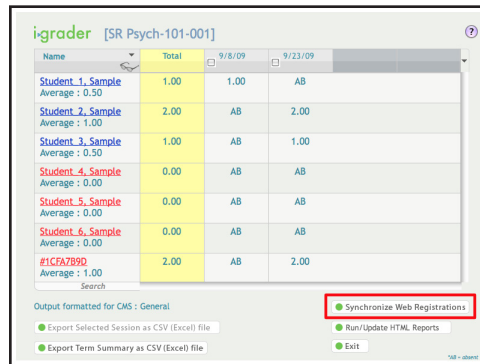 i>grader [SR Psych-101-001] ?
Name Total 9/8/09 9/23/09
Student 1, Sample 1.00 1.00 AB
Average : 0.50
Student 2, Sample 2.00 AB 2.00
Average : 1.00
Student 3, Sample 1.00 AB 1.00
Average : 0.50
Student 4, Sample 0.00 AB AB
Average : 0.00
Student 5, Sample 0.00 AB AB
Average : 0.00
Student 6, Sample 0.00 AB AB
Average : 0.00
#1CFA7B9D 2.00 AB 2.00
Average : 1.00
Search
Output formatted for CMS : General
Synchronize Web Registrations
Export Selected Session as CSV (Excel) file
Run/Update HTML Reports
Export Term Summary as CSV (Excel) file
Exit
*AB = absent